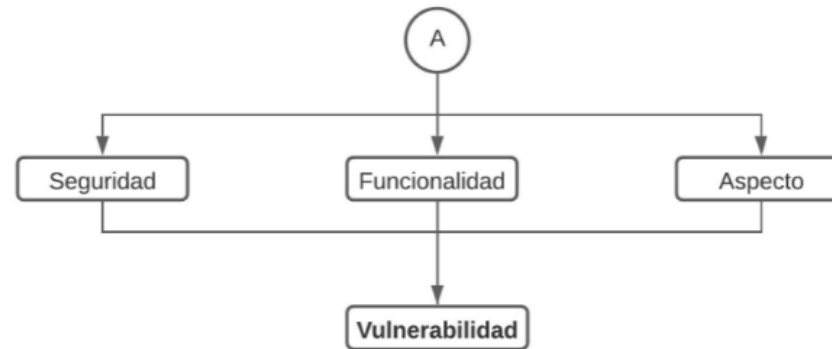 A
Seguridad
Funcionalidad
Aspecto
Vulnerabilidad